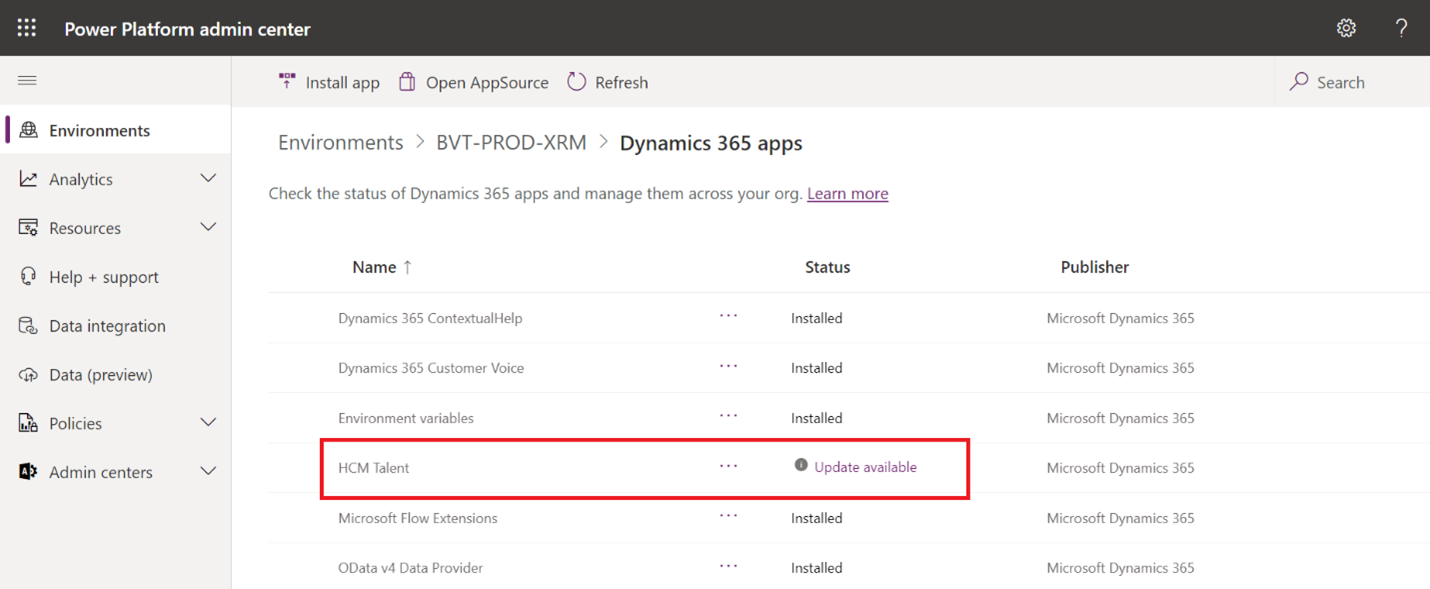 Power Platform admin center
?
Install app
Open AppSource
Refresh
Search
Environments
Analytics
Resources
Help + support
Data integration
Data (preview)
Policies
Admin centers
Environments > BVT-PROD-XRM > Dynamics 365 apps
Check the status of Dynamics 365 apps and manage them across your org. Learn more
Name ↑ Status Publisher
Dynamics 365 ContextualHelp ... Installed Microsoft Dynamics 365
Dynamics 365 Customer Voice ... Installed Microsoft Dynamics 365
Environment variables ... Installed Microsoft Dynamics 365
HCM Talent ... Update available Microsoft Dynamics 365
Microsoft Flow Extensions ... Installed Microsoft Dynamics 365
OData v4 Data Provider ... Installed Microsoft Dynamics 365